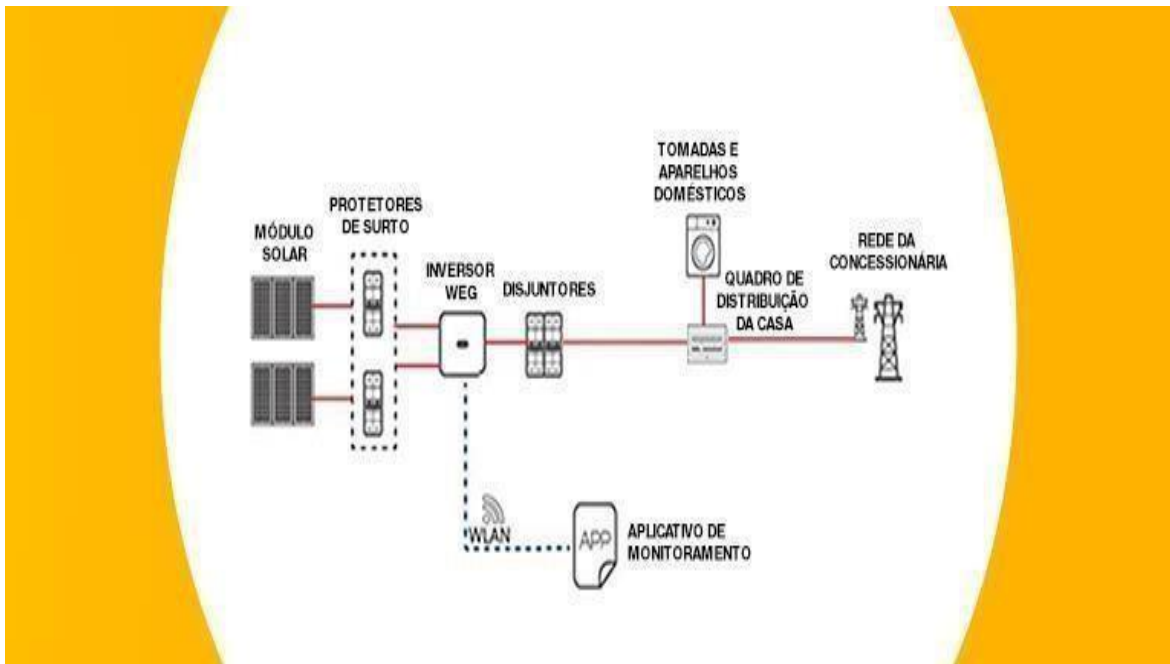 TOMADAS E
APARELHOS
DOMÉSTICOS
PROTETORES
DE SURTO
MÓDULO
SOLAR
INVERSOR
WEG
DISJUNTORES
QUADRO DE
DISTRIBUIÇÃO
DA CASA
REDE DA
CONCESSIONÁRIA
WLAN
APP
APLICATIVO DE
MONITORAMENTO